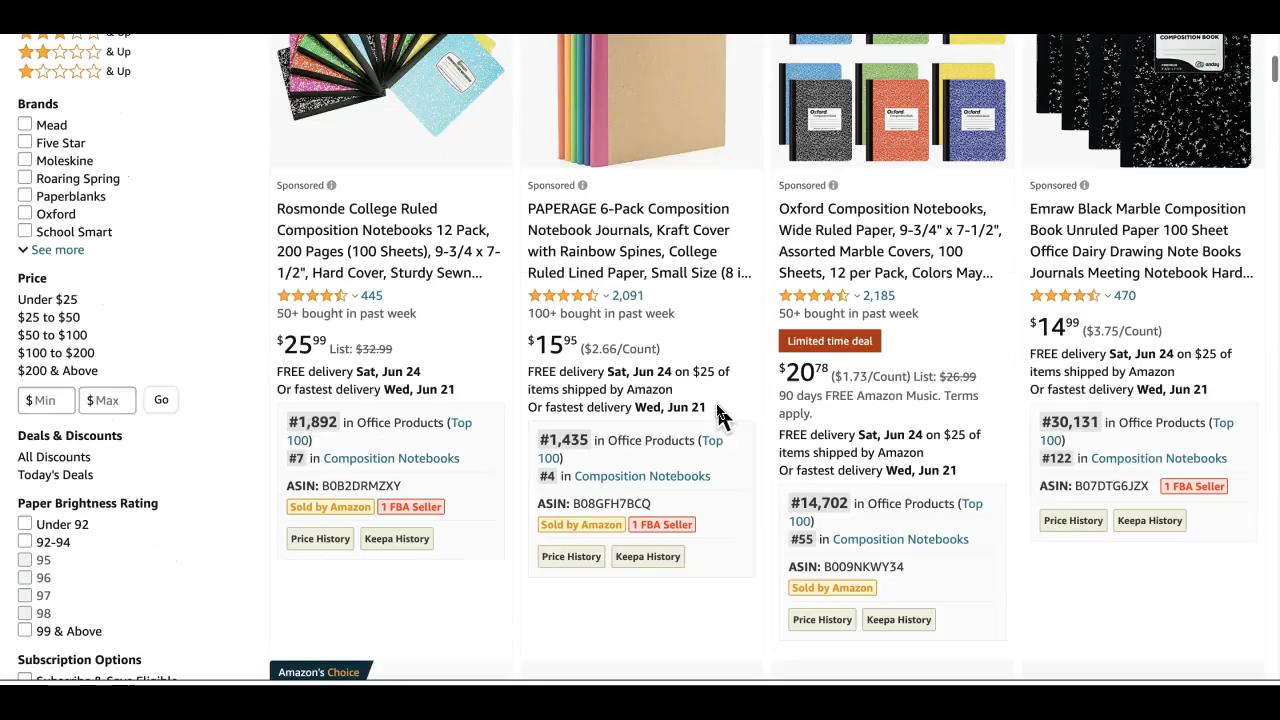 & Up
& Up
& Up
Brands
Mead
Five Star
Moleskine
Roaring Spring
Paperblanks
Oxford
School Smart
See more
Price
Under $25
$25 to $50
$50 to $100
$100 to $200
$200 & Above
$ Min
$ Max
Go
Deals & Discounts
All Discounts
Today's Deals
Paper Brightness Rating
Under 92
92-94
95
96
97
98
99 & Above
Subscription Options
Subscribe & Save Eligible
Sponsored
Rosmonde College Ruled
Composition Notebooks 12 Pack,
200 Pages (100 Sheets), 9-3/4 x 7-
1/2", Hard Cover, Sturdy Sewn...
445
50+ bought in past week
$25 99 List: $32.99
FREE delivery Sat, Jun 24
Or fastest delivery Wed, Jun 21
#1,892 in Office Products (Top
100)
#7 in Composition Notebooks
ASIN: B0B2DRMZXY
Sold by Amazon 1 FBA Seller
Price History Keepa History
Amazon's Choice
Sponsored
PAPERAGE 6-Pack Composition
Notebook Journals, Kraft Cover
with Rainbow Spines, College
Ruled Lined Paper, Small Size (8 i...
2,091
100+ bought in past week
$15 95 ($2.66/Count)
FREE delivery Sat, Jun 24 on $25 of
items shipped by Amazon
Or fastest delivery Wed, Jun 21
#1,435 in Office Products (Top
100)
#4 in Composition Notebooks
ASIN: B08GFH7BCQ
Sold by Amazon 1 FBA Seller
Price History Keepa History
Oxford
Oxford
Oxford
Sponsored
Oxford Composition Notebooks,
Wide Ruled Paper, 9-3/4" x 7-1/2",
Assorted Marble Covers, 100
Sheets, 12 per Pack, Colors May...
2,185
50+ bought in past week
Limited time deal
$20 78 ($1.73/Count) List: $26.99
90 days FREE Amazon Music. Terms
apply.
FREE delivery Sat, Jun 24 on $25 of
items shipped by Amazon
Or fastest delivery Wed, Jun 21
#14,702 in Office Products (Top
100)
#55 in Composition Notebooks
ASIN: B009NKWY34
Sold by Amazon
Price History Keepa History
COMPOSITION BOOK
Sponsored
Emraw Black Marble Composition
Book Unruled Paper 100 Sheet
Office Dairy Drawing Note Books
Journals Meeting Notebook Hard...
470
$14 99 ($3.75/Count)
FREE delivery Sat, Jun 24 on $25 of
items shipped by Amazon
Or fastest delivery Wed, Jun 21
#30,131 in Office Products (Top
100)
#122 in Composition Notebooks
ASIN: B07DTG6JZX 1 FBA Seller
Price History Keepa History